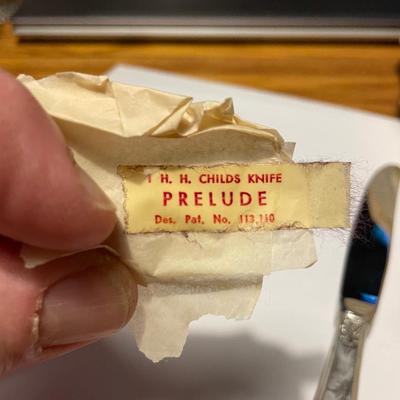 1 H. H. CHILDS KNIFE
PRELUDE
Des. Pat. No. 113,110